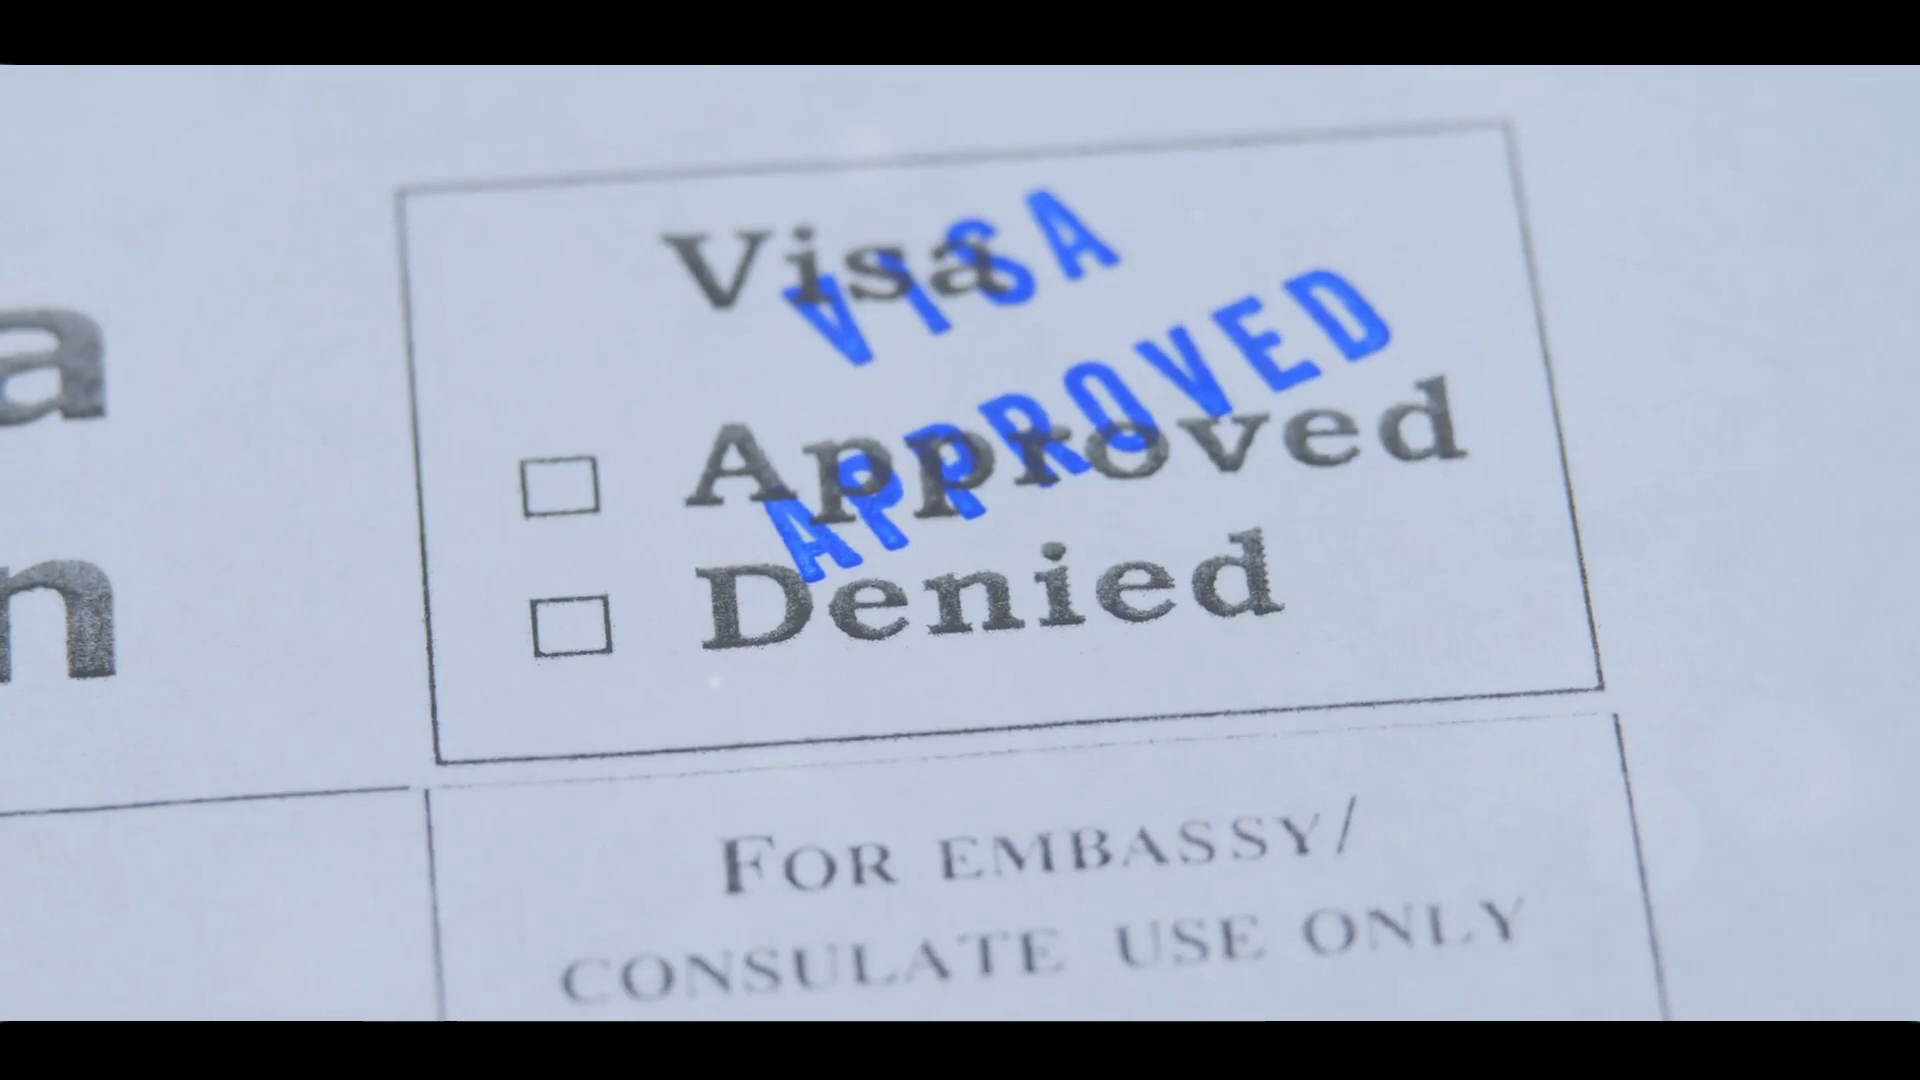 a
n
Visa
VISA
APPROVED
Approved
Denied
FOR EMBASSY/
CONSULATE USE ONLY